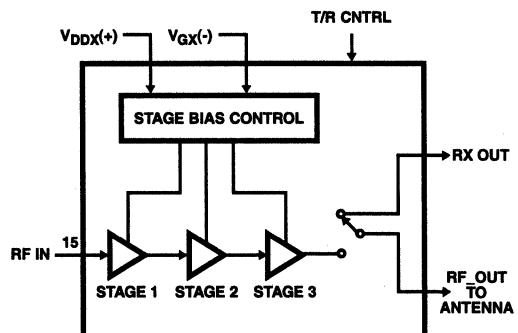 T/R CNTRL
VDDX(+)
VGX(-)
STAGE BIAS CONTROL
RX OUT
15
RF IN
STAGE 1
STAGE 2
STAGE 3
RF_OUT
TO
ANTENNA